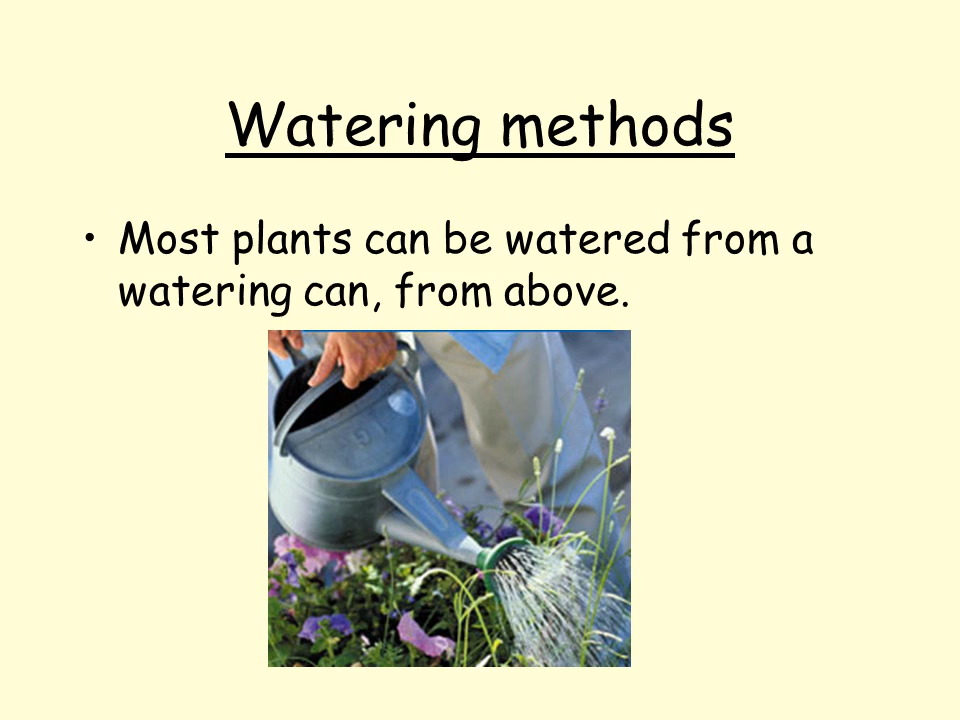 Watering methods
• Most plants can be watered from a
watering can, from above.